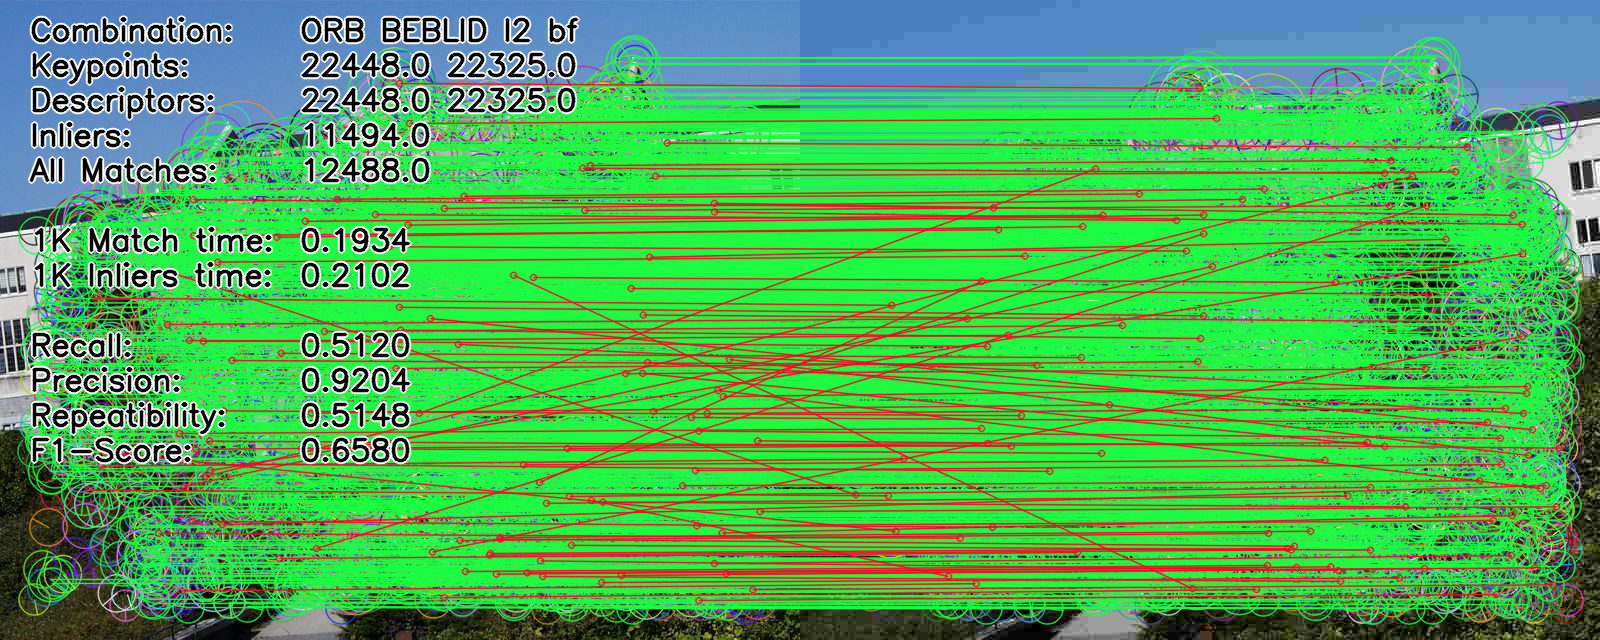 Combination: ORB BEBLID l2 bf
Keypoints: 22448.0 22325.0
Descriptors: 22448.0 22325.0
Inliers: 11494.0
All Matches: 12488.0
1K Match time: 0.1934
1K Inliers time: 0.2102
Recall: 0.5120
Precision: 0.9204
Repeatibility: 0.5148
F1-Score: 0.6580